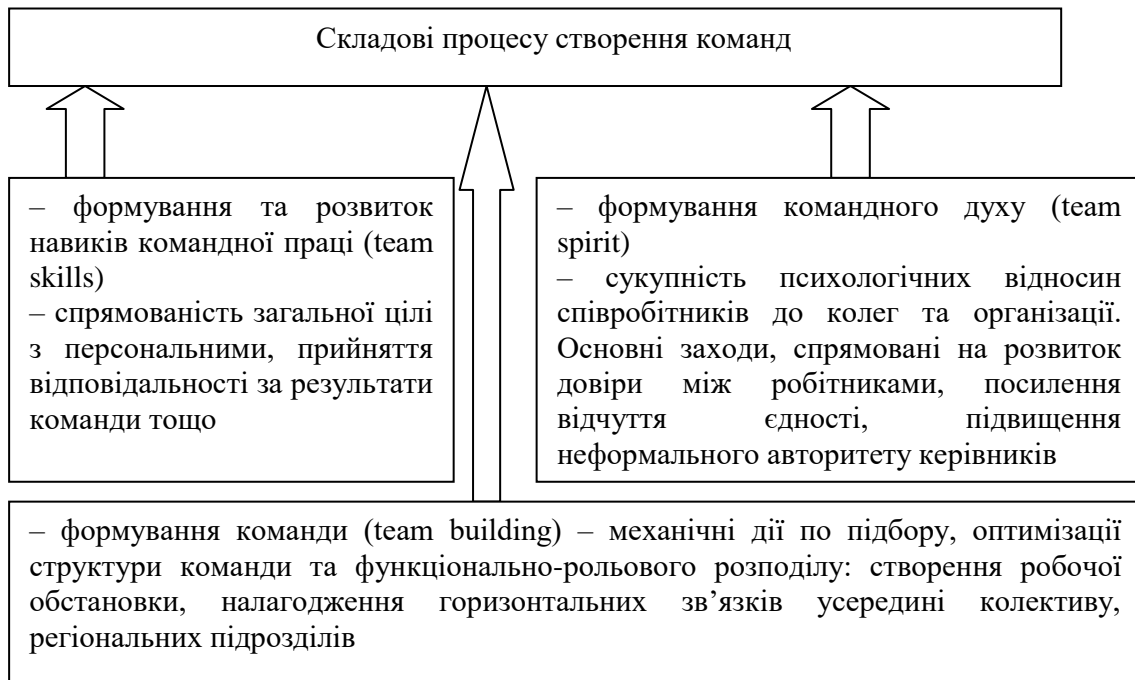 Складові процесу створення команд
– формування та розвиток
навиків командної праці (team
skills)
– спрямованість загальної цілі
з персональними, прийняття
відповідальності за результати
команди тощо
– формування командного духу (team
spirit)
– сукупність психологічних відносин
співробітників до колег та організації.
Основні заходи, спрямовані на розвиток
довіри між робітниками, посилення
відчуття єдності, підвищення
неформального авторитету керівників
– формування команди (team building) – механічні дії по підбору, оптимізації
структури команди та функціонально-рольового розподілу: створення робочої
обстановки, налагодження горизонтальних зв’язків усередині колективу,
регіональних підрозділів